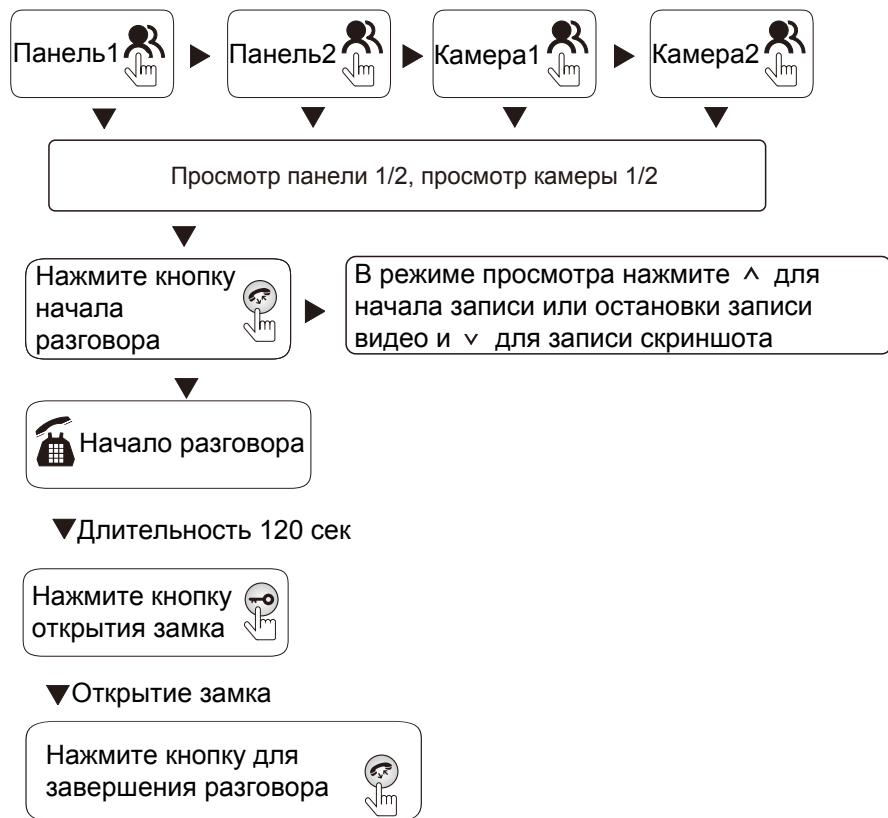 Панель1
Панель2
Камера1
Камера2
Просмотр панели 1/2, просмотр камеры 1/2
Нажмите кнопку
начала
разговора
В режиме просмотра нажмите ^ для
начала записи или остановки записи
видео и ˅ для записи скриншота
Начало разговора
Длительность 120 сек
Нажмите кнопку
открытия замка
Открытие замка
Нажмите кнопку для
завершения разговора